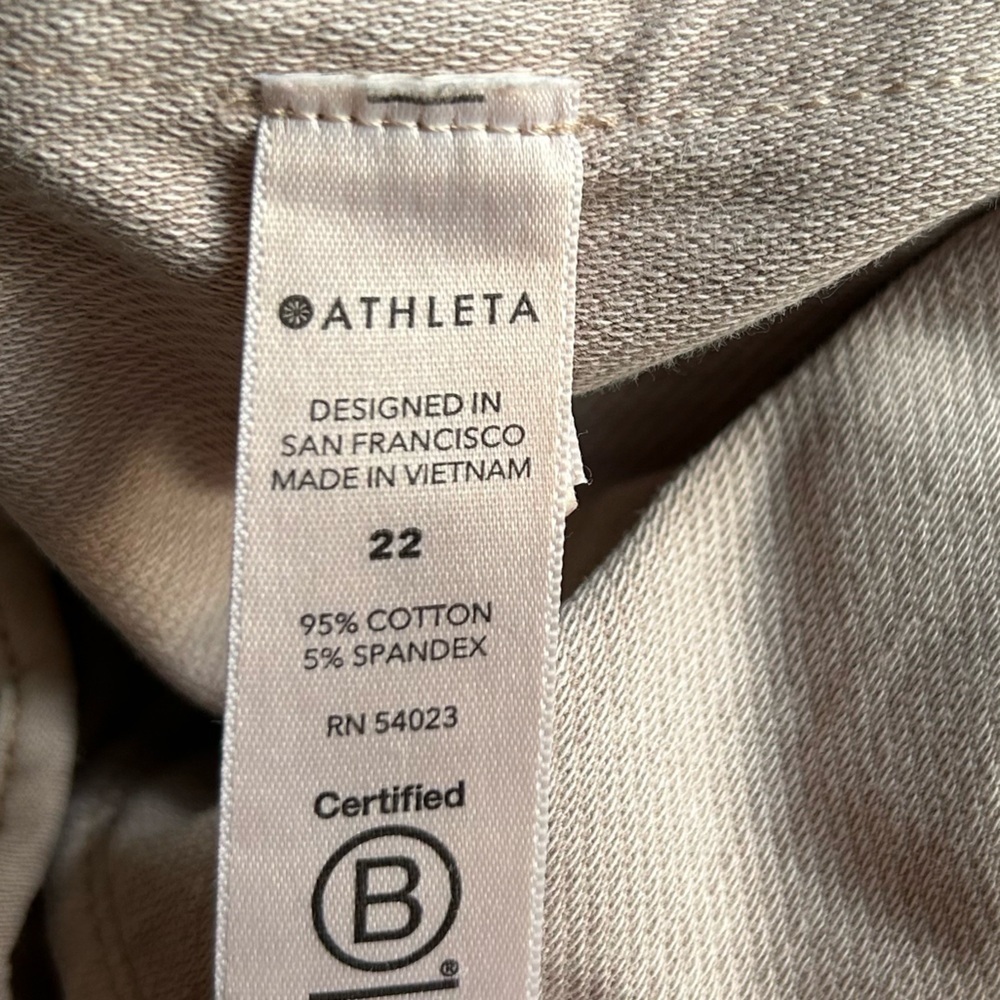 ATHLETA
DESIGNED IN
SAN FRANCISCO
MADE IN VIETNAM
22
95% COTTON
5% SPANDEX
RN 54023
Certified
B
®